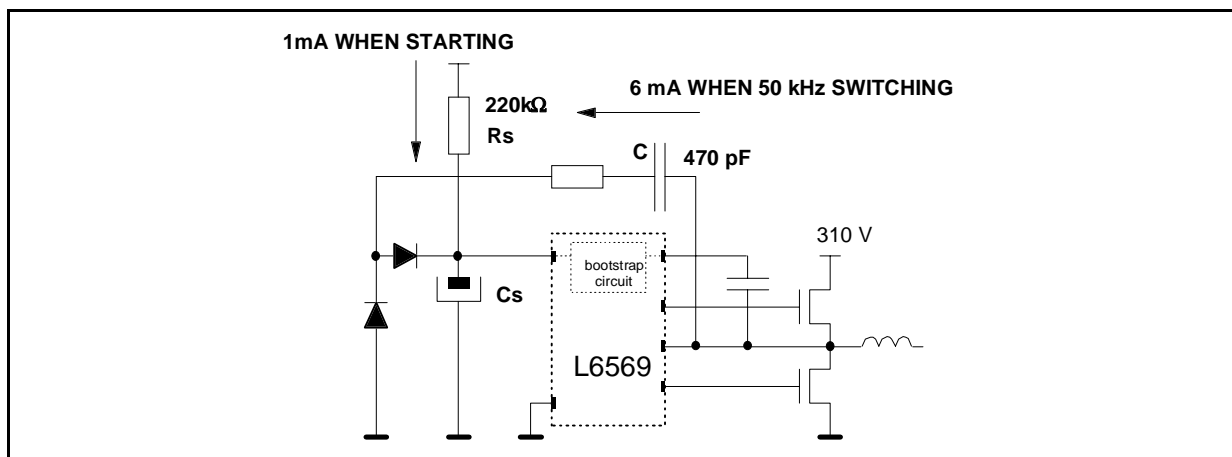 1mA WHEN STARTING
220kΩ
Rs
6 mA WHEN 50 kHz SWITCHING
C
470 pF
310 V
bootstrap
circuit
Cs
L6569